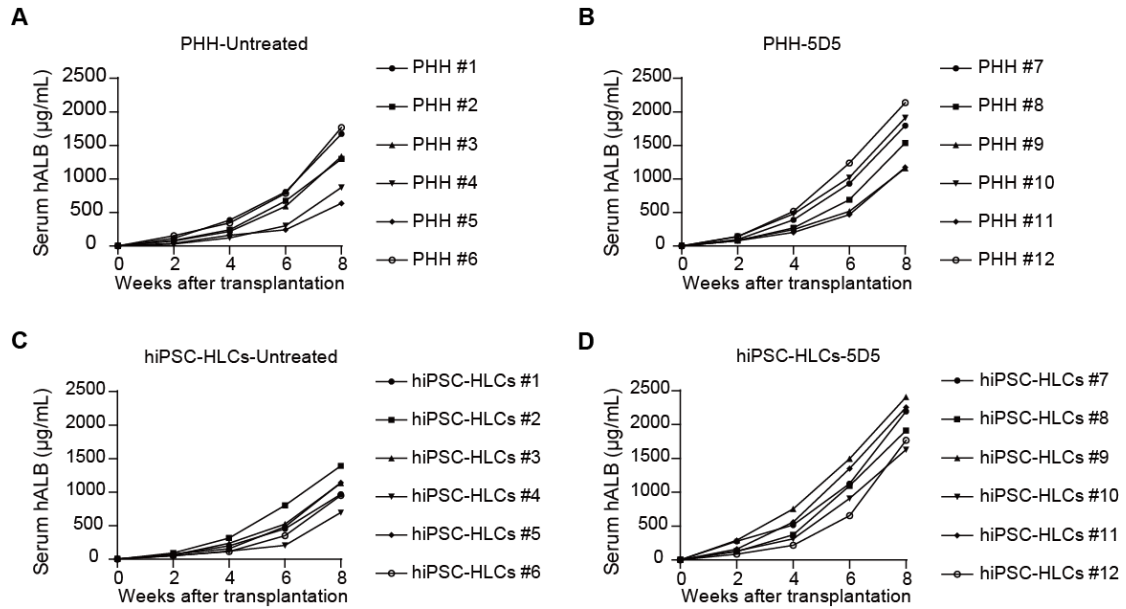 A
PHH-Untreated
Serum hALB (µg/mL)
2500
2000
1500
1000
500
0
0 2 4 6 8
Weeks after transplantation
PHH #1
PHH #2
PHH #3
PHH #4
PHH #5
PHH #6
B
PHH-5D5
Serum hALB (µg/mL)
2500
2000
1500
1000
500
0
0 2 4 6 8
Weeks after transplantation
PHH #7
PHH #8
PHH #9
PHH #10
PHH #11
PHH #12
C
hiPSC-HLCs-Untreated
Serum hALB (µg/mL)
2500
2000
1500
1000
500
0
0 2 4 6 8
Weeks after transplantation
hiPSC-HLCs #1
hiPSC-HLCs #2
hiPSC-HLCs #3
hiPSC-HLCs #4
hiPSC-HLCs #5
hiPSC-HLCs #6
D
hiPSC-HLCs-5D5
Serum hALB (µg/mL)
2500
2000
1500
1000
500
0
0 2 4 6 8
Weeks after transplantation
hiPSC-HLCs #7
hiPSC-HLCs #8
hiPSC-HLCs #9
hiPSC-HLCs #10
hiPSC-HLCs #11
hiPSC-HLCs #12